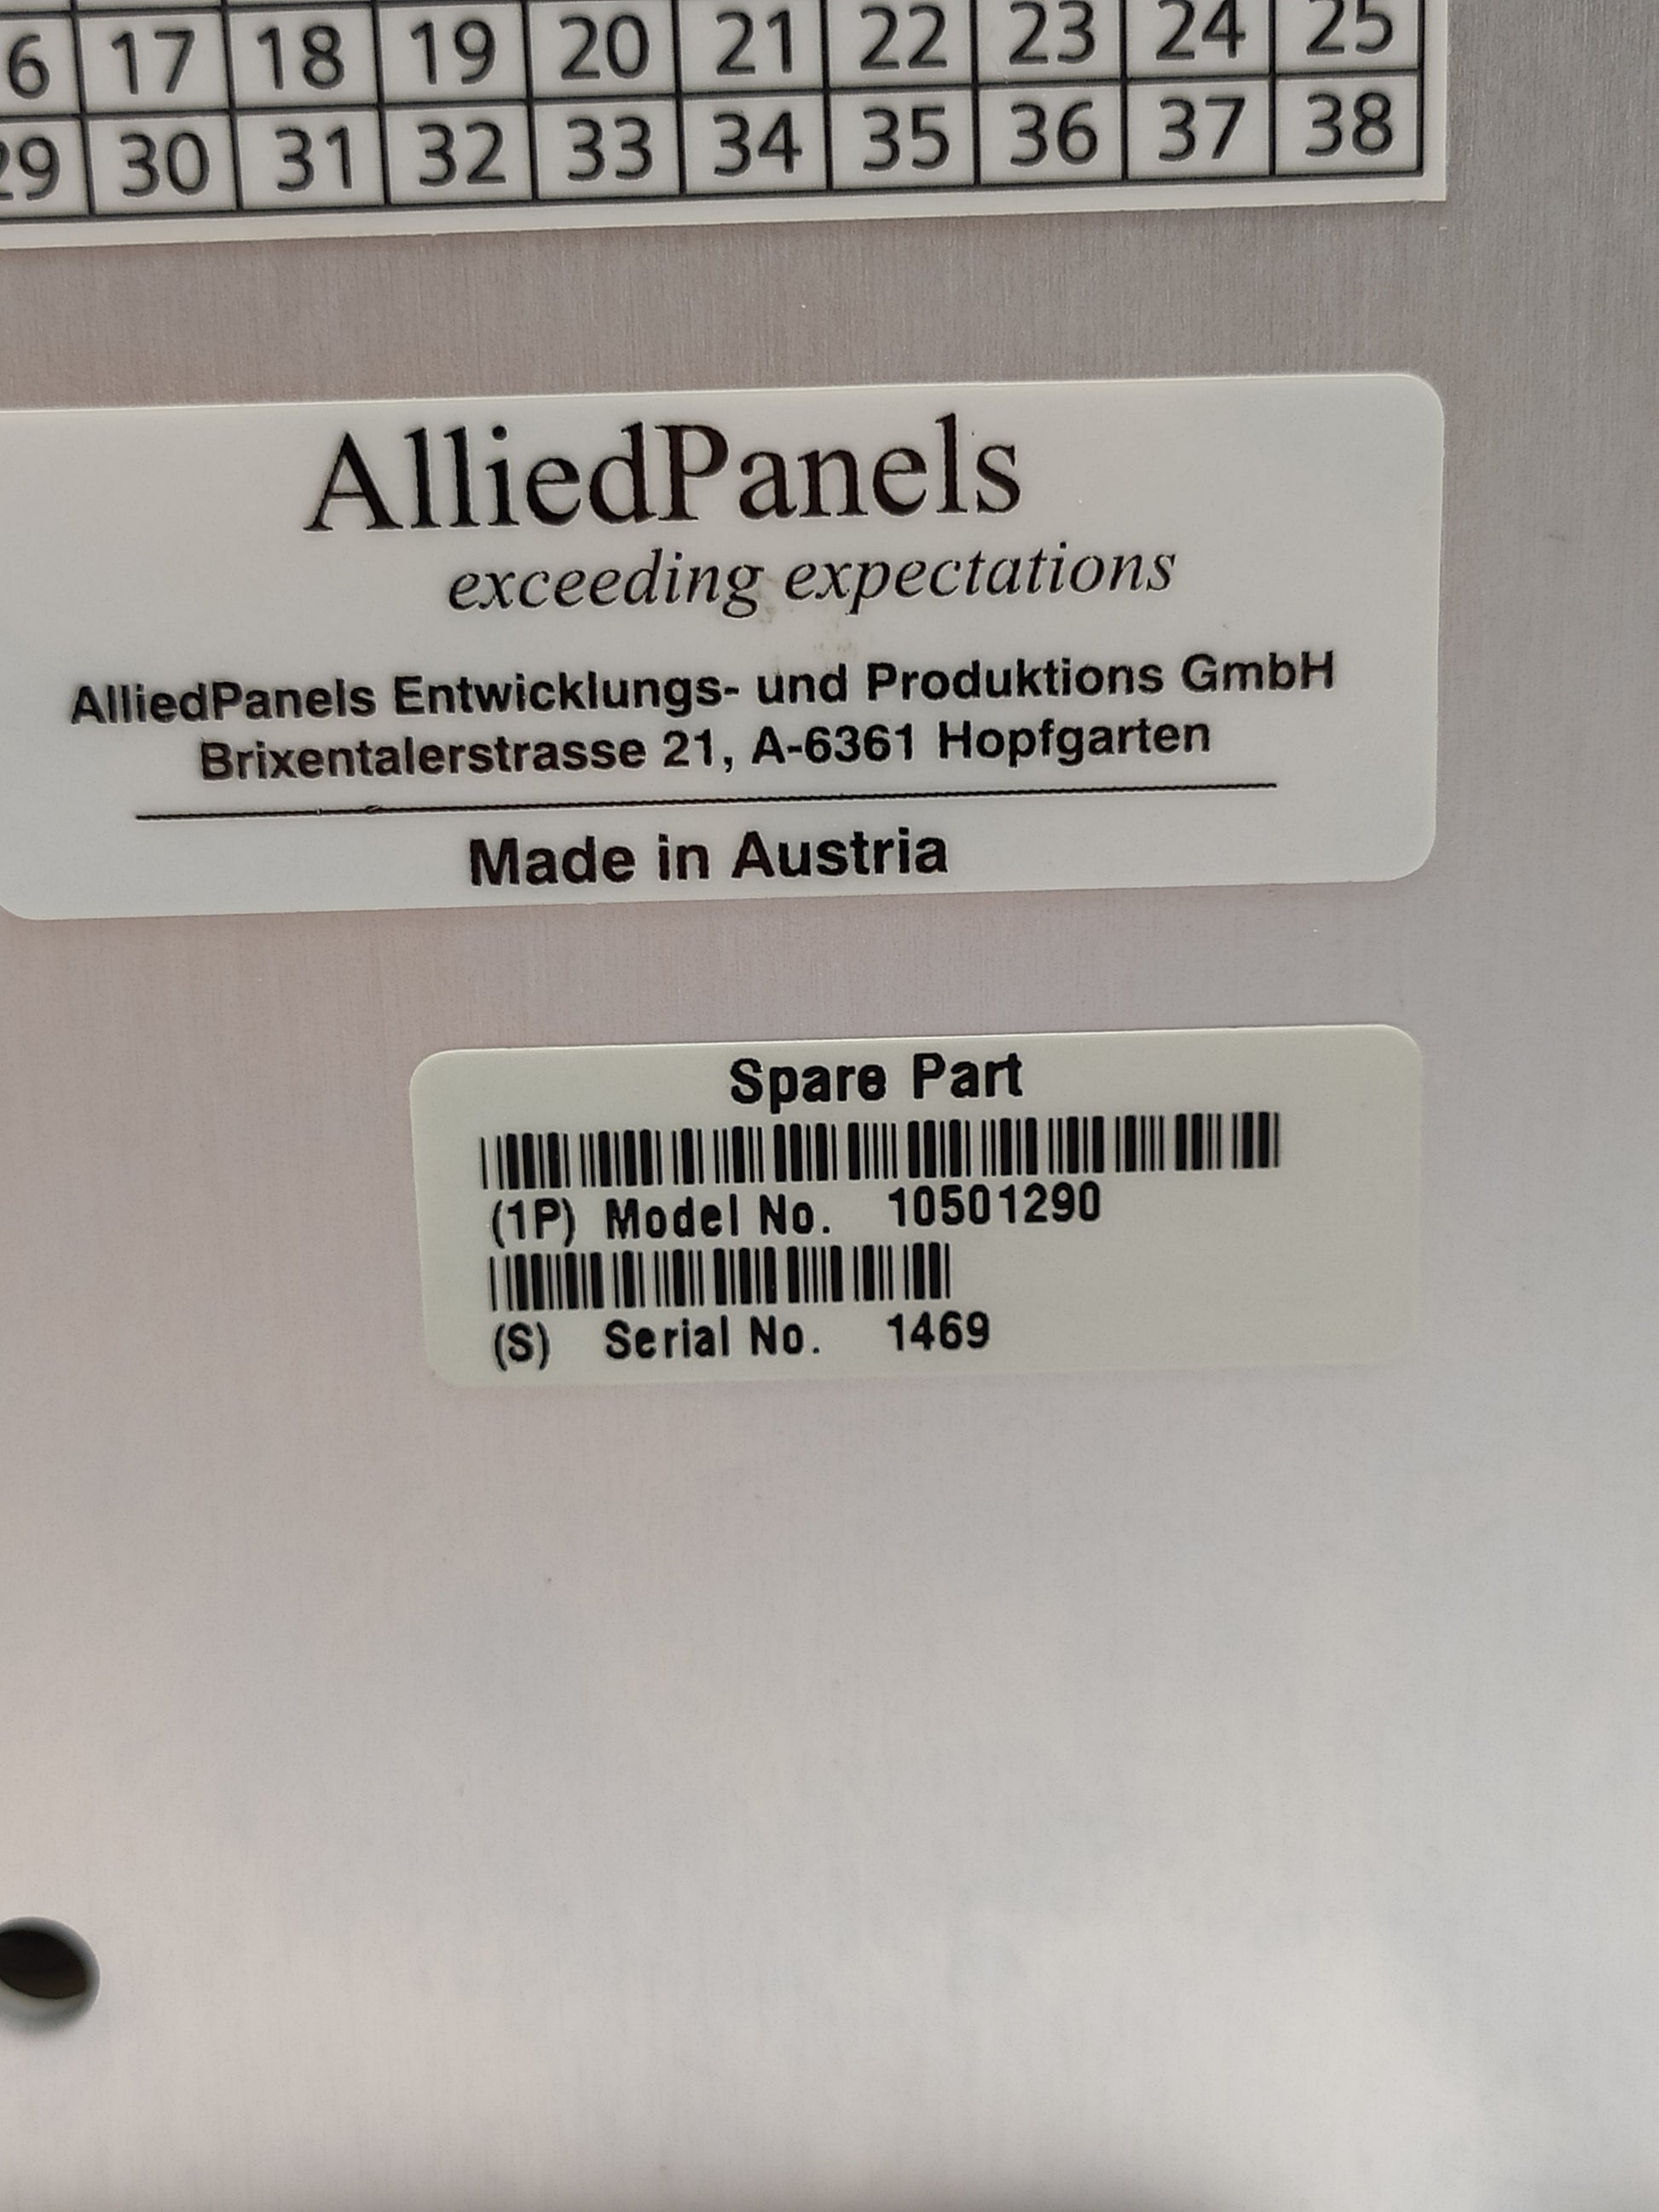 6 17 18 19 20 21 22 23 24 25
29 30 31 32 33 34 35 36 37 38
AlliedPanels
exceeding expectations
AlliedPanels Entwicklungs- und Produktions GmbH
Brixentalerstrasse 21, A-6361 Hopfgarten
Made in Austria
Spare Part
(1P) Model No. 10501290
(S) Serial No. 1469